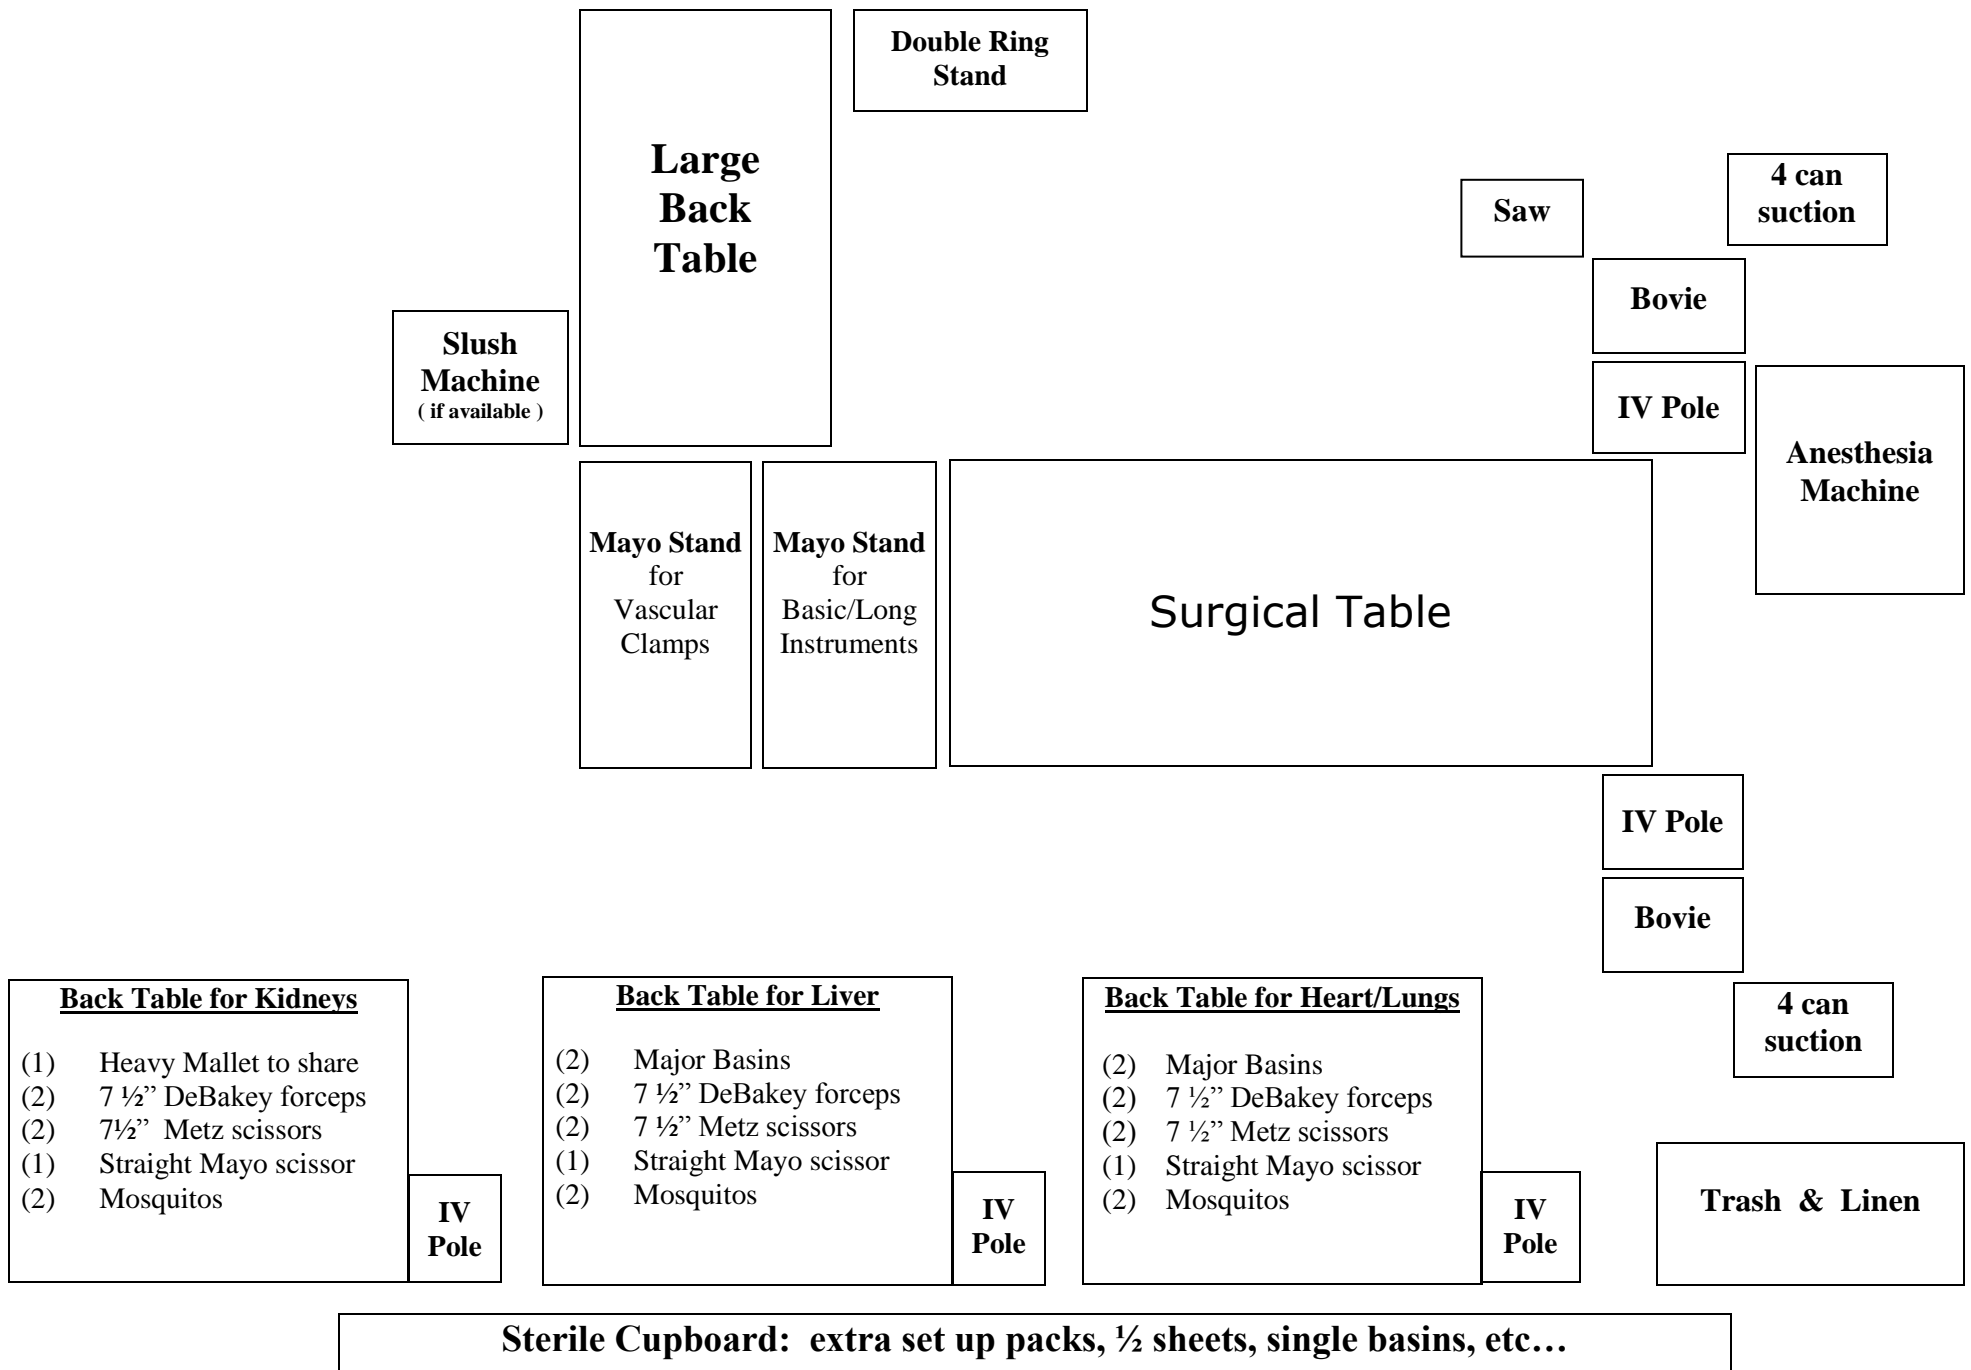 Double Ring
Stand
Large
Back
Table
4 can
suction
Saw
Bovie
Slush
Machine
( if available )
IV Pole
Anesthesia
Machine
Mayo Stand
for
Vascular
Clamps
Mayo Stand
for
Basic/Long
Instruments
Surgical Table
IV Pole
Bovie
4 can
suction
Back Table for Kidneys
(1) Heavy Mallet to share
(2) 7 ½” DeBakey forceps
(2) 7½” Metz scissors
(1) Straight Mayo scissor
(2) Mosquitos
IV
Pole
Back Table for Liver
(2) Major Basins
(2) 7 ½” DeBakey forceps
(2) 7 ½” Metz scissors
(1) Straight Mayo scissor
(2) Mosquitos
IV
Pole
Back Table for Heart/Lungs
(2) Major Basins
(2) 7 ½” DeBakey forceps
(2) 7 ½” Metz scissors
(1) Straight Mayo scissor
(2) Mosquitos
IV
Pole
Trash & Linen
Sterile Cupboard: extra set up packs, ½ sheets, single basins, etc…